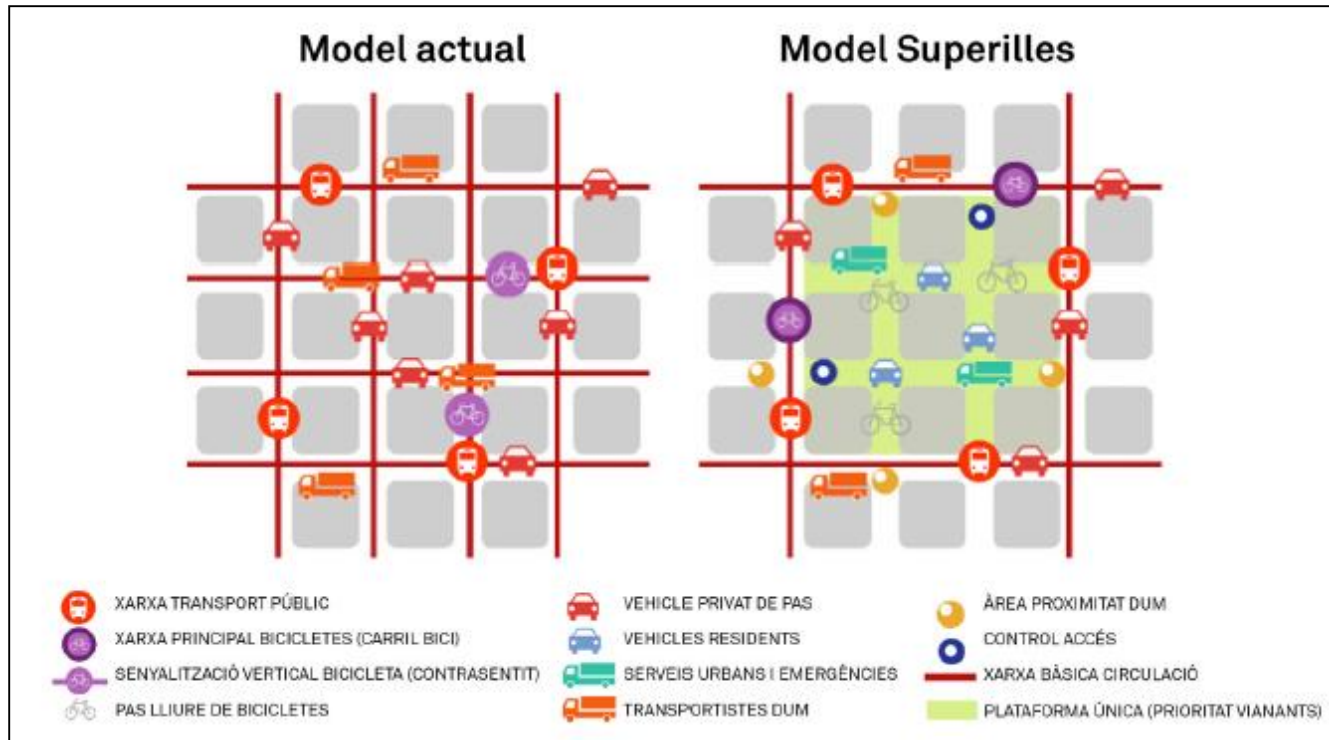 Model actual
Model Superilles
XARXA TRANSPORT PÚBLIC
XARXA PRINCIPAL BICICLETES (CARRIL BICI)
SENYALITZACIÓ VERTICAL BICICLETA (CONTRASENTIT)
PAS LLIURE DE BICICLETES
VEHICLE PRIVAT DE PAS
VEHICLES RESIDENTS
SERVEIS URBANS I EMERGÈNCIES
TRANSPORTISTES DUM
ÀREA PROXIMITAT DUM
CONTROL ACCÉS
XARXA BÀSICA CIRCULACIÓ
PLATAFORMA ÚNICA (PRIORITAT VIANANTS)